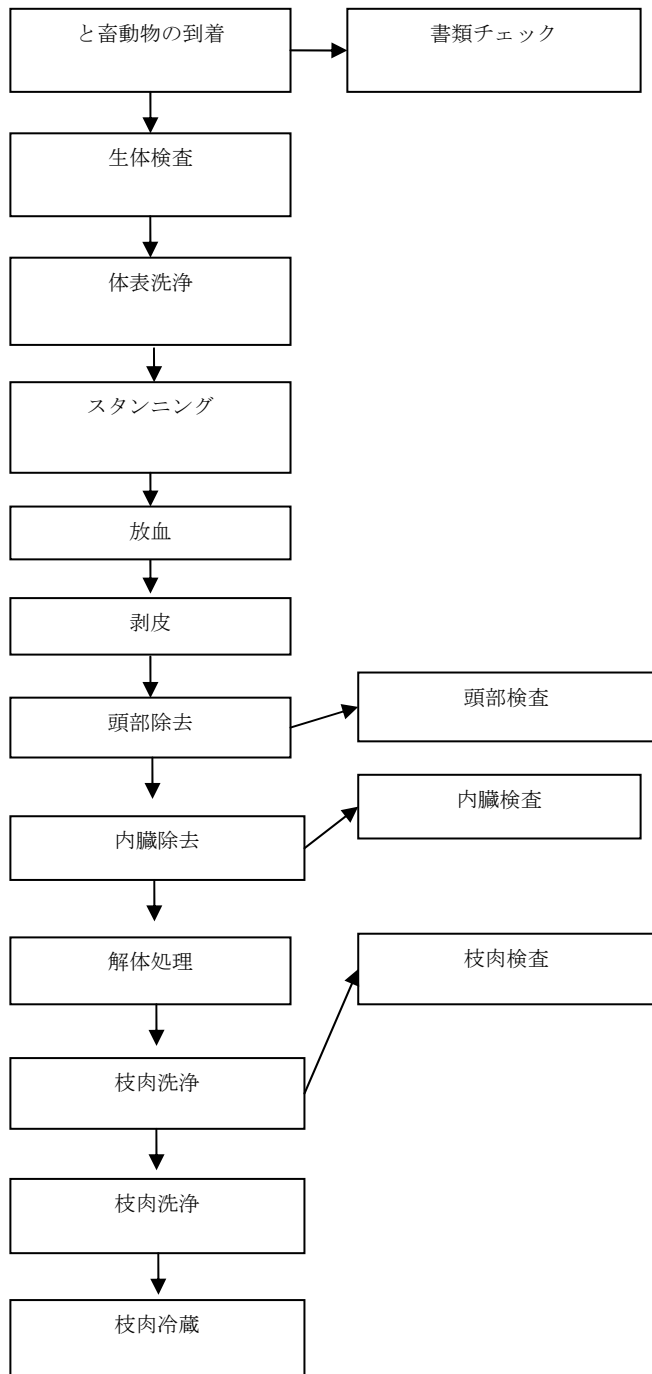 と畜動物の到着
書類チェック
生体検査
体表洗浄
スタンニング
放血
剥皮
頭部除去
頭部検査
内臓除去
内臓検査
解体処理
枝肉検査
枝肉洗浄
枝肉洗浄
枝肉冷蔵